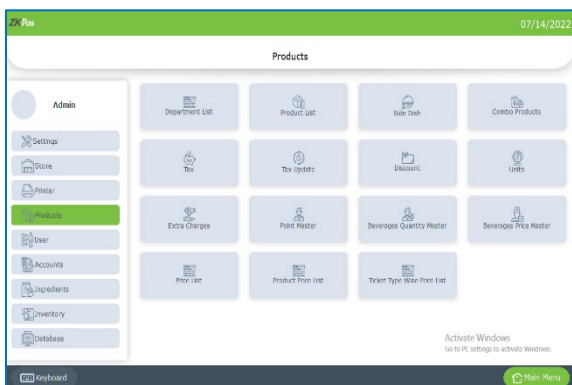 ZKPos
07/14/2022
Products
Admin
Settings
Store
Printer
Products
User
Accounts
Ingredients
Inventory
Database
Department List
Product List
Side Dish
Combo Products
Tax
Tax Update
Discount
Units
Extra Charges
Point Master
Beverages Quantity Master
Beverages Price Master
Price List
Product Price List
Ticket Type Wise Price List
Activate Windows
Go to PC settings to activate Windows.
Keyboard
Main Menu